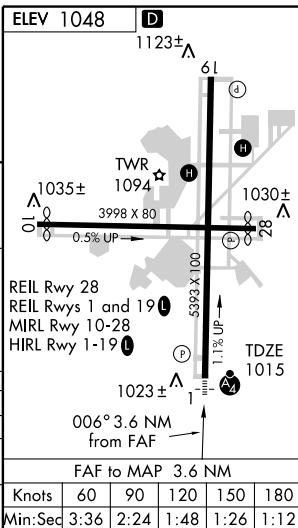 ELEV 1048 D
1123±
19
P
H
TWR
1094
H
1035±
1030±
10
3998 X 80
28
0.5% UP
P
5393 X 100
REIL Rwy 28
REIL Rwys 1 and 19 L
MIRL Rwy 10-28
HIRL Rwy 1-19 L
1.1% UP
P
TDZE
1015
1023±
1
A4
006° 3.6 NM
from FAF
FAF to MAP 3.6 NM
Knots 60 90 120 150 180
Min:Sec 3:36 2:24 1:48 1:26 1:12